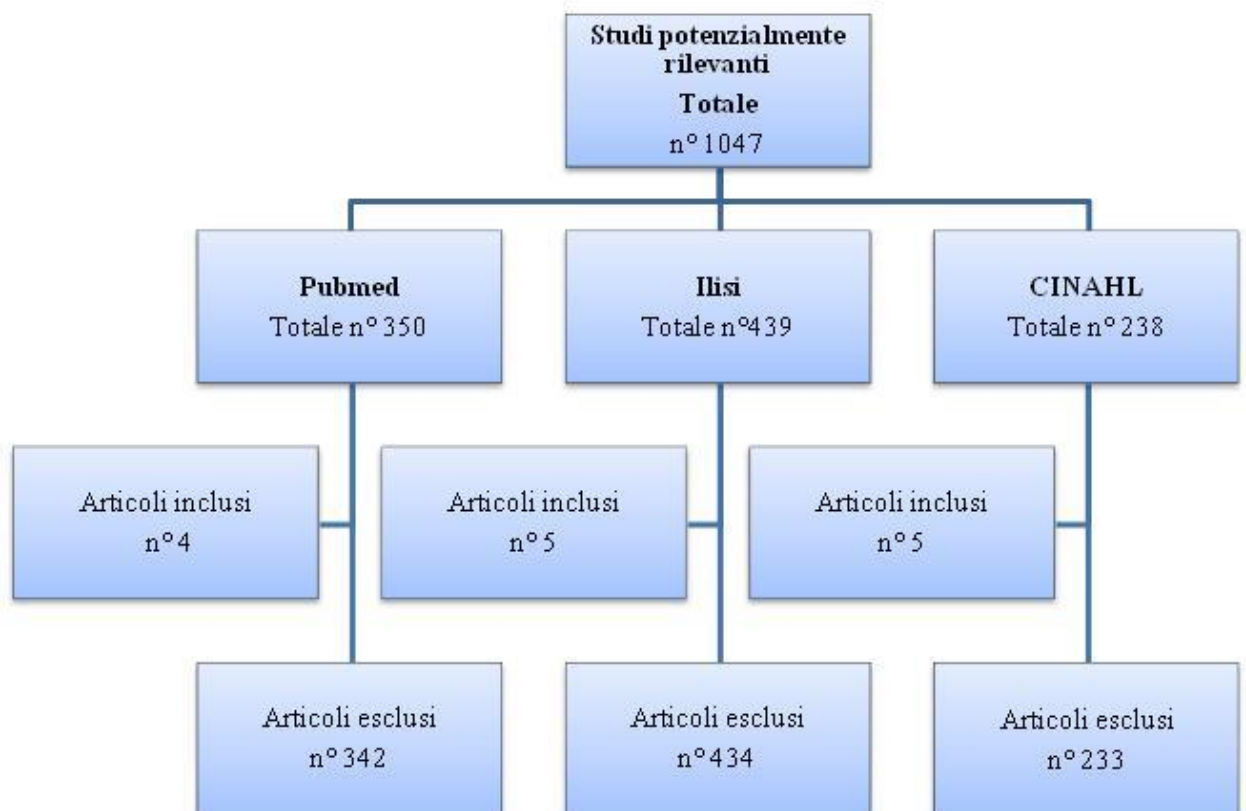 Studi potenzialmente
rilevanti
Totale
n° 1047
Pubmed
Totale n° 350
Ilisi
Totale n°439
CINAHL
Totale n° 238
Articoli inclusi
n° 4
Articoli inclusi
n° 5
Articoli inclusi
n° 5
Articoli esclusi
n° 342
Articoli esclusi
n° 434
Articoli esclusi
n° 233